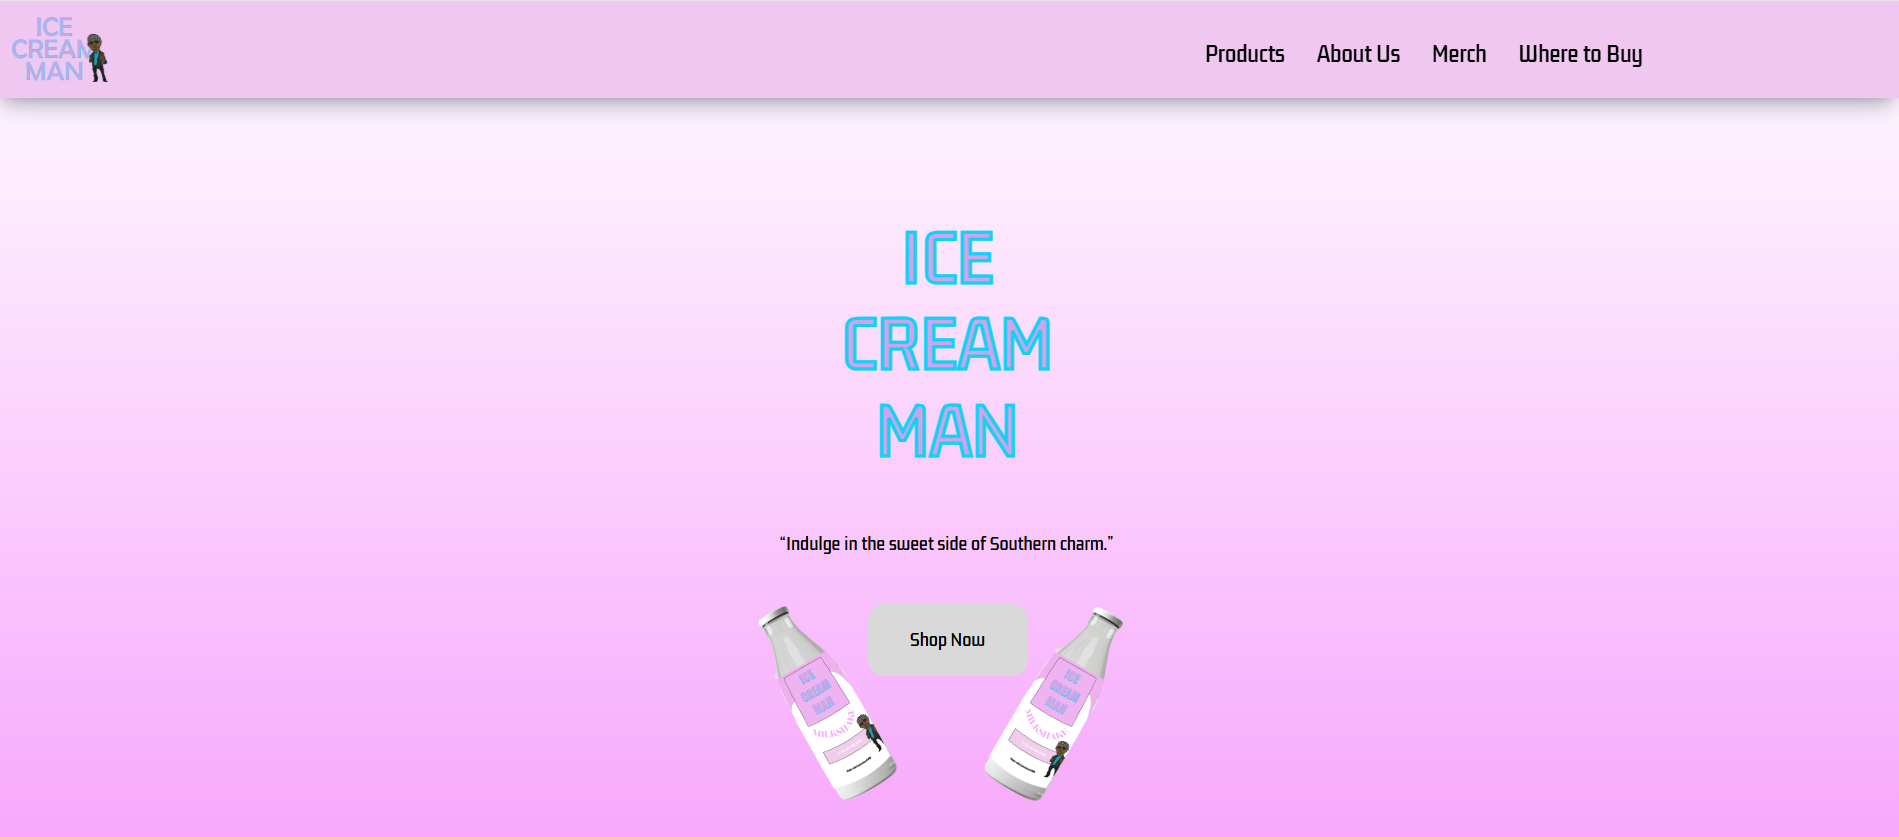 ICE
CREAM
MAN
Products About Us Merch Where to Buy
ICE
CREAM
MAN
“Indulge in the sweet side of Southern charm.”
Shop Now
ICE
CREAM
MAN
MILKSHAKE
ICE
CREAM
MAN
MILKSHAKE